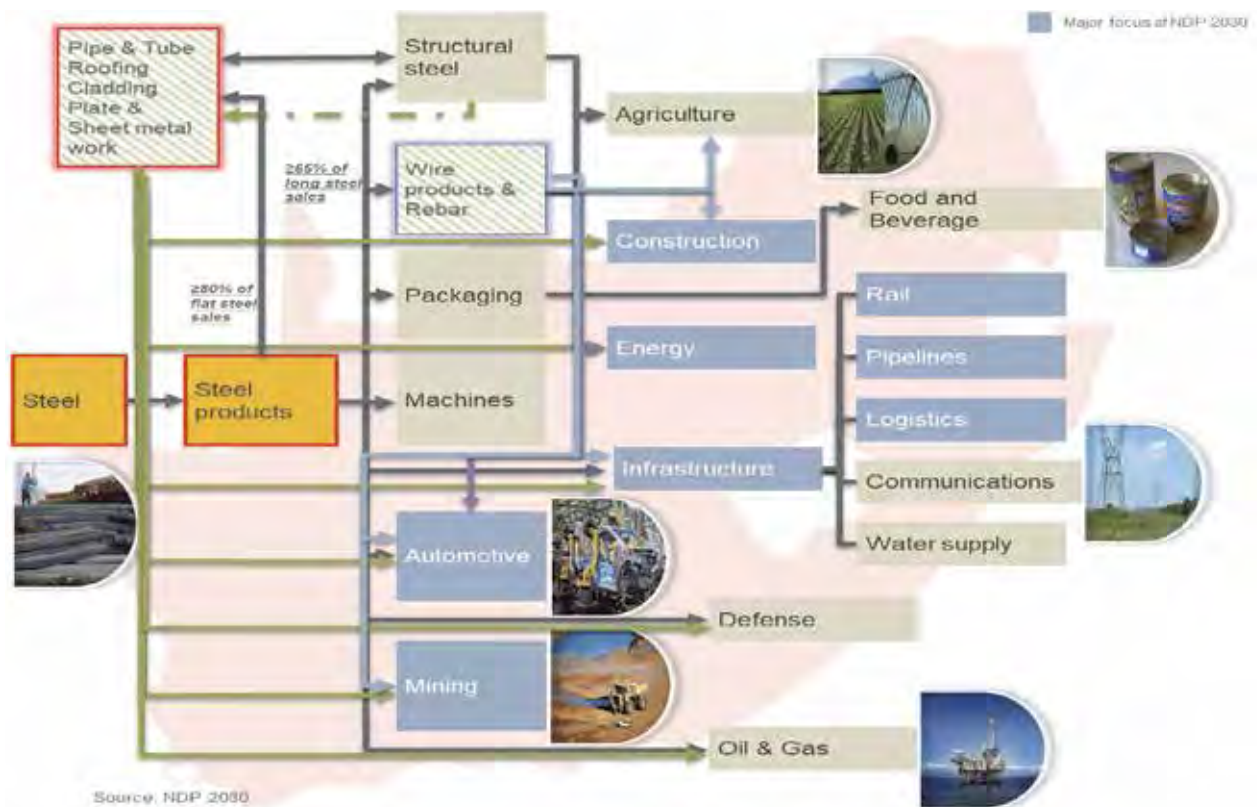 Major focus of NDP 2030
Pipe & Tube
Roofing
Cladding
Plate &
Sheet metal
work
Structural
steel
Agriculture
≥65% of
long steel
sales
Wire
products &
Rebar
Food and
Beverage
Construction
≥80% of
flat steel
sales
Packaging
Rail
Energy
Pipelines
Steel
Steel
products
Machines
Logistics
Infrastructure
Communications
Automotive
Water supply
Defense
Mining
Oil & Gas
Source: NDP 2030